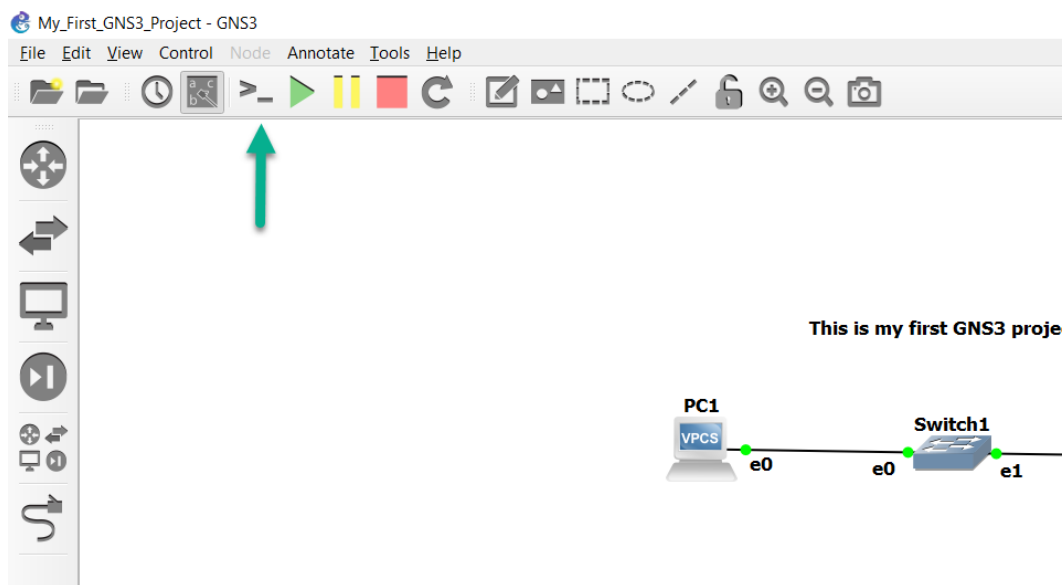 My_First_GNS3_Project - GNS3
File Edit View Control Node Annotate Tools Help
a c
b
>_
This is my first GNS3 proje
PC1
VPCS
Switch1
e0
e0
e1